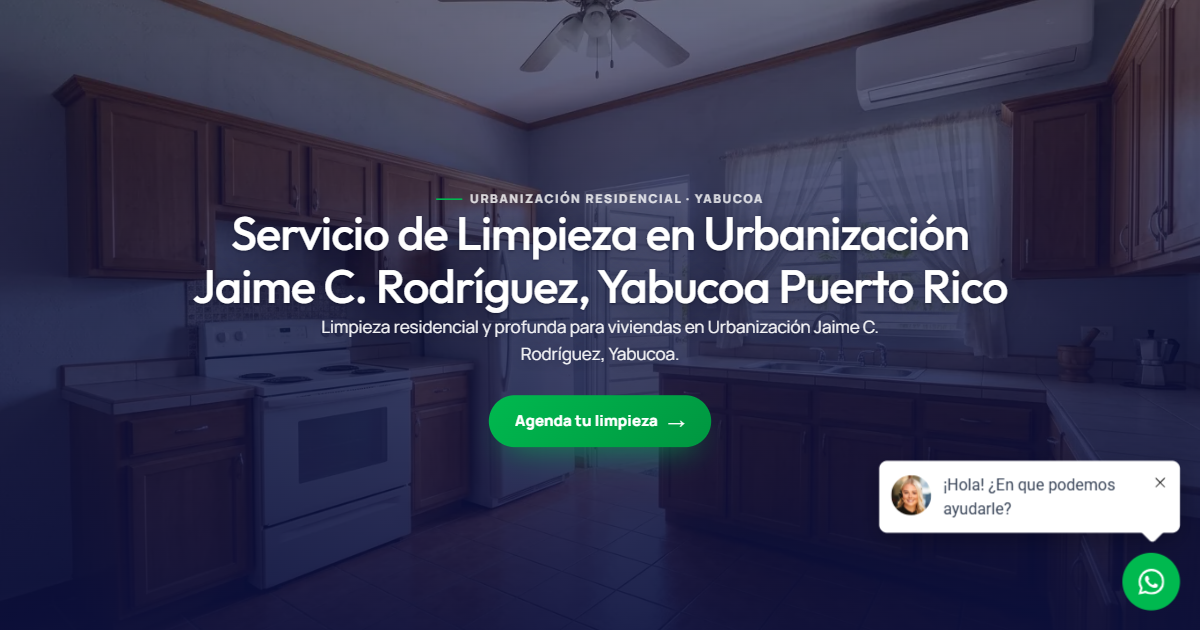 URBANIZACIÓN RESIDENCIAL · YABUCOA
Servicio de Limpieza en Urbanización
Jaime C. Rodríguez, Yabucoa Puerto Rico
Limpieza residencial y profunda para viviendas en Urbanización Jaime C.
Rodríguez, Yabucoa.
Agenda tu limpieza →
¡Hola! ¿En que podemos
ayudarle?